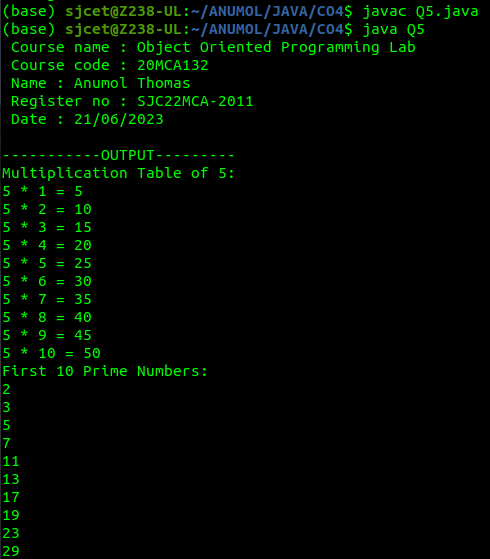 (base) sjcet@Z238-UL:~/ANUMOL/JAVA/CO4$ javac Q5.java
(base) sjcet@Z238-UL:~/ANUMOL/JAVA/CO4$ java Q5
Course name : Object Oriented Programming Lab
Course code : 20MCA132
Name : Anumol Thomas
Register no : SJC22MCA-2011
Date : 21/06/2023
-----------OUTPUT---------
Multiplication Table of 5:
5 * 1 = 5
5 * 2 = 10
5 * 3 = 15
5 * 4 = 20
5 * 5 = 25
5 * 6 = 30
5 * 7 = 35
5 * 8 = 40
5 * 9 = 45
5 * 10 = 50
First 10 Prime Numbers:
2
3
5
7
11
13
17
19
23
29